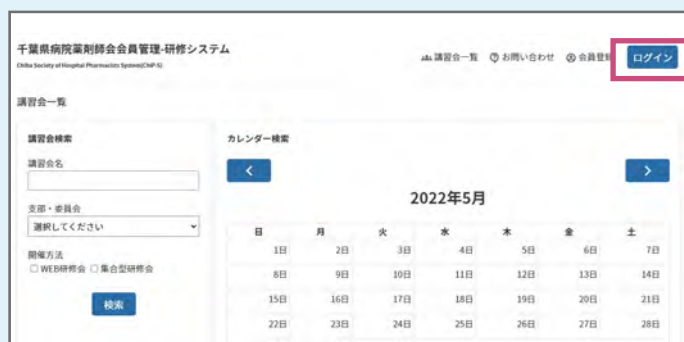 千葉県病院薬剤師会会員管理-研修システム
Chiba Society of Hospital Pharmacists System(ChiP-S)
講習会一覧 お問い合わせ 会員登録 ログイン
講習会一覧
講習会検索
講習会名
支部・委員会
選択してください
開催方法
WEB研修会 集合型研修会
検索
カレンダー検索
2022年5月
日 月 火 水 木 金 土
1日 2日 3日 4日 5日 6日 7日
8日 9日 10日 11日 12日 13日 14日
15日 16日 17日 18日 19日 20日 21日
22日 23日 24日 25日 26日 27日 28日